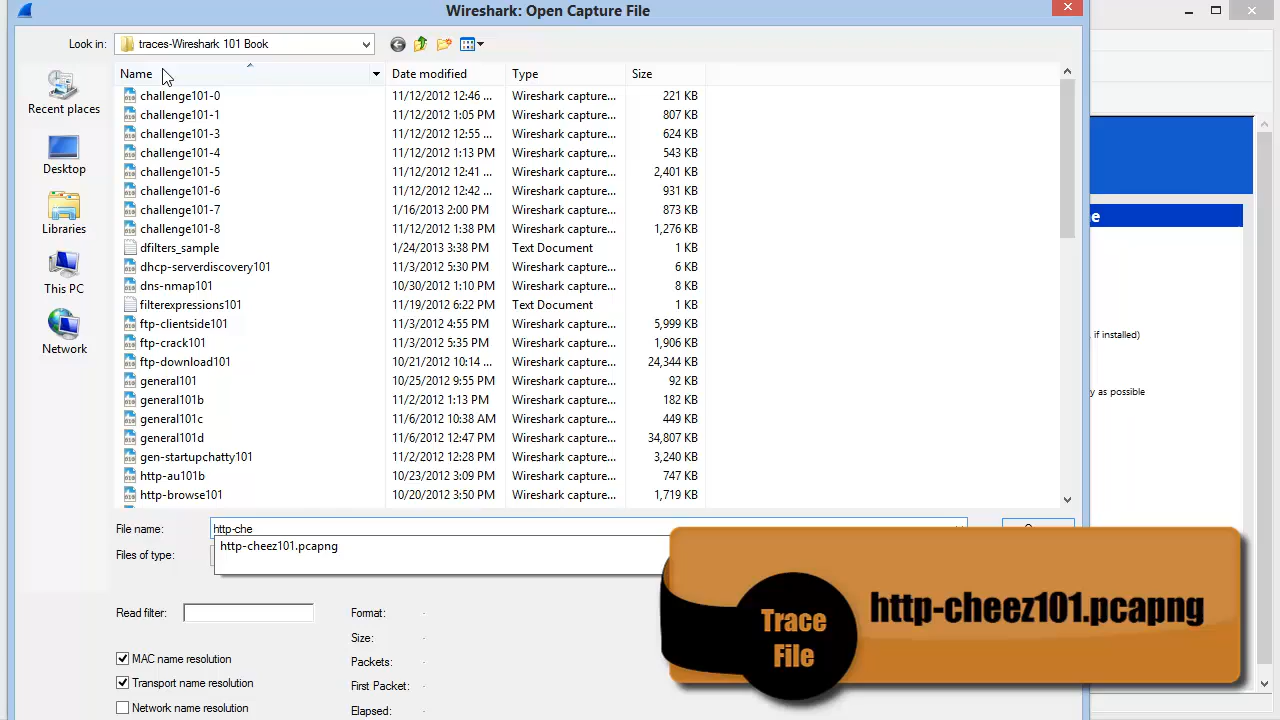 Wireshark: Open Capture File
Look in: traces-Wireshark 101 Book
Name Date modified Type Size
Recent places
Desktop
Libraries
This PC
Network
challenge101-0 11/12/2012 12:46 ... Wireshark capture... 221 KB
challenge101-1 11/12/2012 1:05 PM Wireshark capture... 807 KB
challenge101-3 11/12/2012 12:55 ... Wireshark capture... 624 KB
challenge101-4 11/12/2012 1:13 PM Wireshark capture... 543 KB
challenge101-5 11/12/2012 12:41 ... Wireshark capture... 2,401 KB
challenge101-6 11/12/2012 12:42 ... Wireshark capture... 931 KB
challenge101-7 1/16/2013 2:00 PM Wireshark capture... 873 KB
challenge101-8 11/12/2012 1:38 PM Wireshark capture... 1,276 KB
dfilters_sample 1/24/2013 3:38 PM Text Document 1 KB
dhcp-serverdiscovery101 11/3/2012 5:30 PM Wireshark capture... 6 KB
dns-nmap101 10/30/2012 1:10 PM Wireshark capture... 8 KB
filterexpressions101 11/19/2012 6:22 PM Text Document 1 KB
ftp-clientside101 11/3/2012 4:55 PM Wireshark capture... 5,999 KB
ftp-crack101 11/3/2012 5:35 PM Wireshark capture... 1,906 KB
ftp-download101 10/21/2012 10:14 ... Wireshark capture... 24,344 KB
general101 10/25/2012 9:55 PM Wireshark capture... 92 KB
general101b 11/2/2012 1:13 PM Wireshark capture... 182 KB
general101c 11/6/2012 10:38 AM Wireshark capture... 449 KB
general101d 11/6/2012 12:47 PM Wireshark capture... 34,807 KB
gen-startupchatty101 11/2/2012 12:28 PM Wireshark capture... 3,240 KB
http-au101b 10/23/2012 3:09 PM Wireshark capture... 747 KB
http-browse101 10/20/2012 3:50 PM Wireshark capture... 1,719 KB
e
if installed)
y as possible
File name: http-che
http-cheez101.pcapng
Files of type:
Read filter:
Format: -
Size: -
Packets: -
First Packet: -
Elapsed: -
MAC name resolution
Transport name resolution
Network name resolution
Trace
File
http-cheez101.pcapng